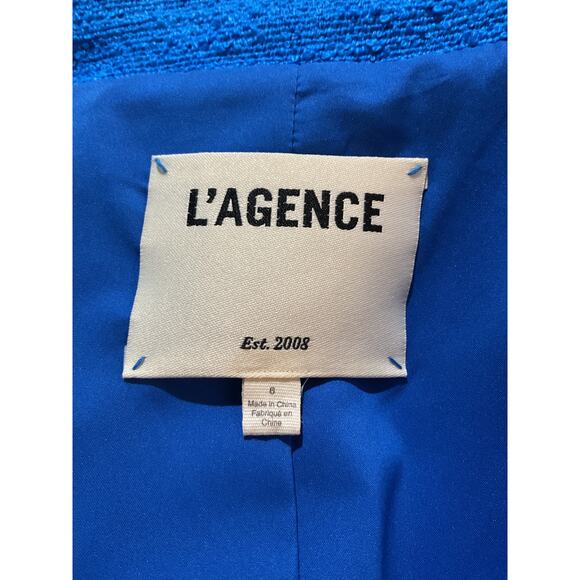 L'AGENCE
Est. 2008
6
Made in China
Fabriqué en
Chine